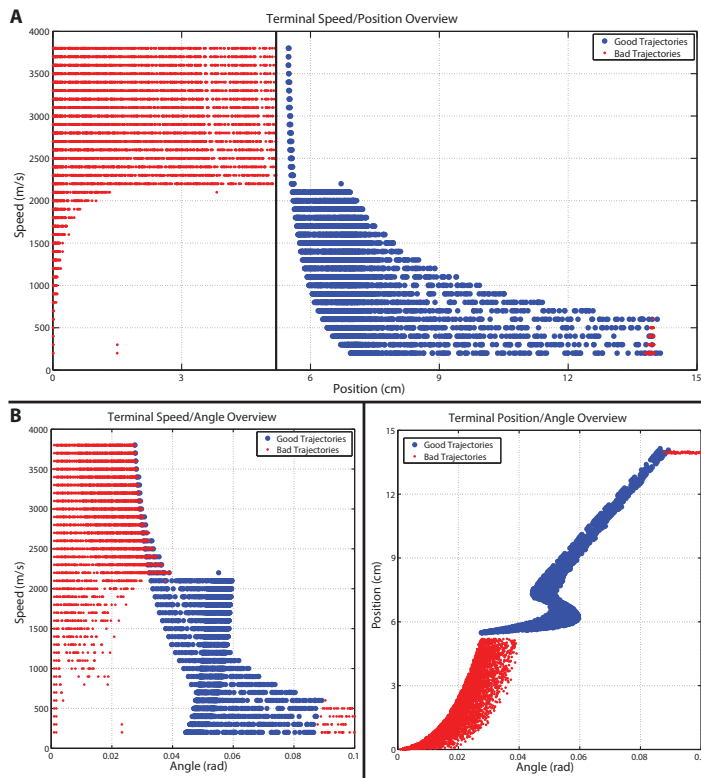 A
Terminal Speed/Position Overview
4000
3500
3000
2500
2000
1500
1000
500
0
Speed (m/s)
Good Trajectories
Bad Trajectories
0 3 6 9 12 15
Position (cm)
B
Terminal Speed/Angle Overview
4000
3500
3000
2500
2000
1500
1000
500
0
Speed (m/s)
Good Trajectories
Bad Trajectories
0 0.02 0.04 0.06 0.08 0.1
Angle (rad)
Terminal Position/Angle Overview
15
12
9
6
3
0
Position (cm)
Good Trajectories
Bad Trajectories
0 0.02 0.04 0.06 0.08 0.1
Angle (rad)